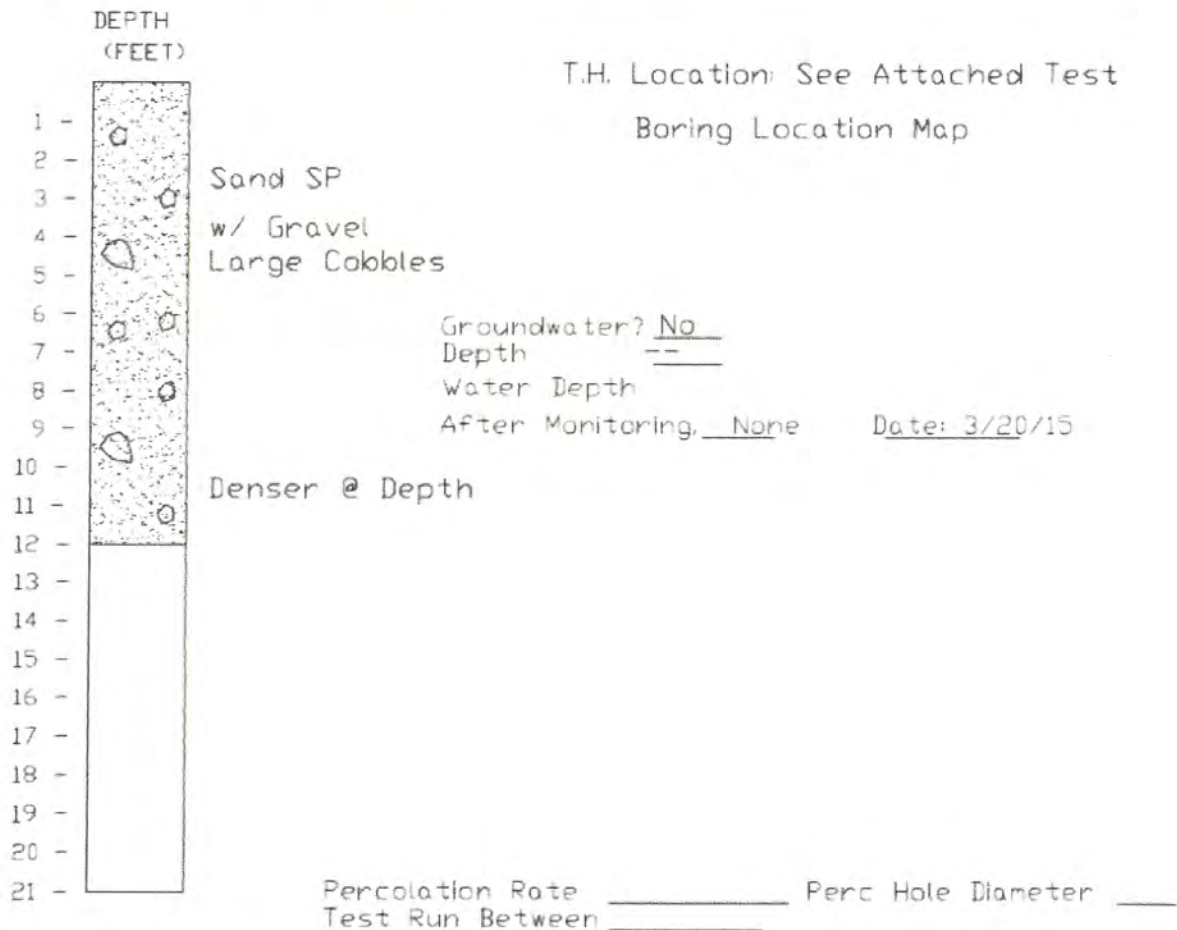 DEPTH
(FEET)
T.H. Location: See Attached Test
Boring Location Map
1 -
2 -
Sand SP
3 -
w/ Gravel
4 -
Large Cobbles
5 -
6 -
Groundwater? No
7 -
Depth --
8 -
Water Depth
9 -
After Monitoring. None Date: 3/20/15
10 -
Denser @ Depth
11 -
12 -
13 -
14 -
15 -
16 -
17 -
18 -
19 -
20 -
21 -
Percolation Rate Perc Hole Diameter
Test Run Between